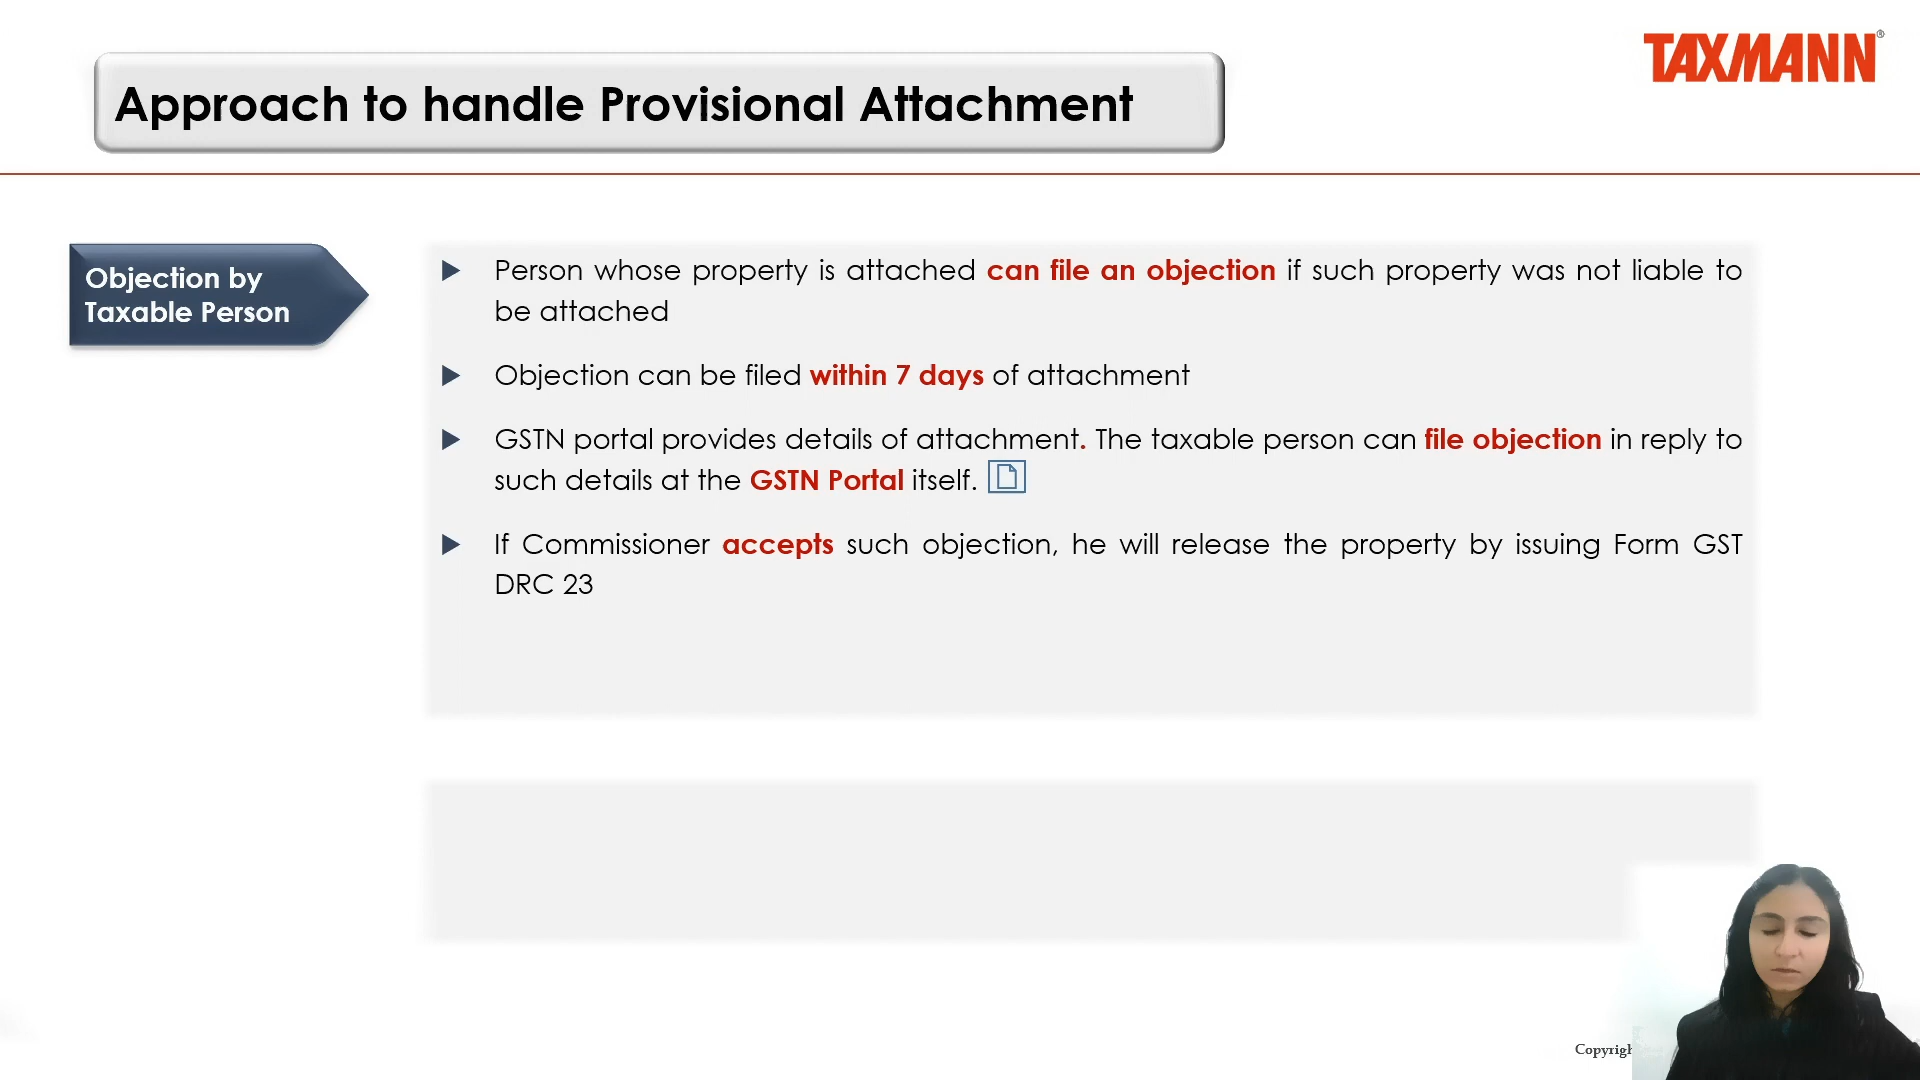 TAXMANN®
Approach to handle Provisional Attachment
Objection by
Taxable Person
Person whose property is attached can file an objection if such property was not liable to
be attached
Objection can be filed within 7 days of attachment
GSTN portal provides details of attachment. The taxable person can file objection in reply to
such details at the GSTN Portal itself.
If Commissioner accepts such objection, he will release the property by issuing Form GST
DRC 23